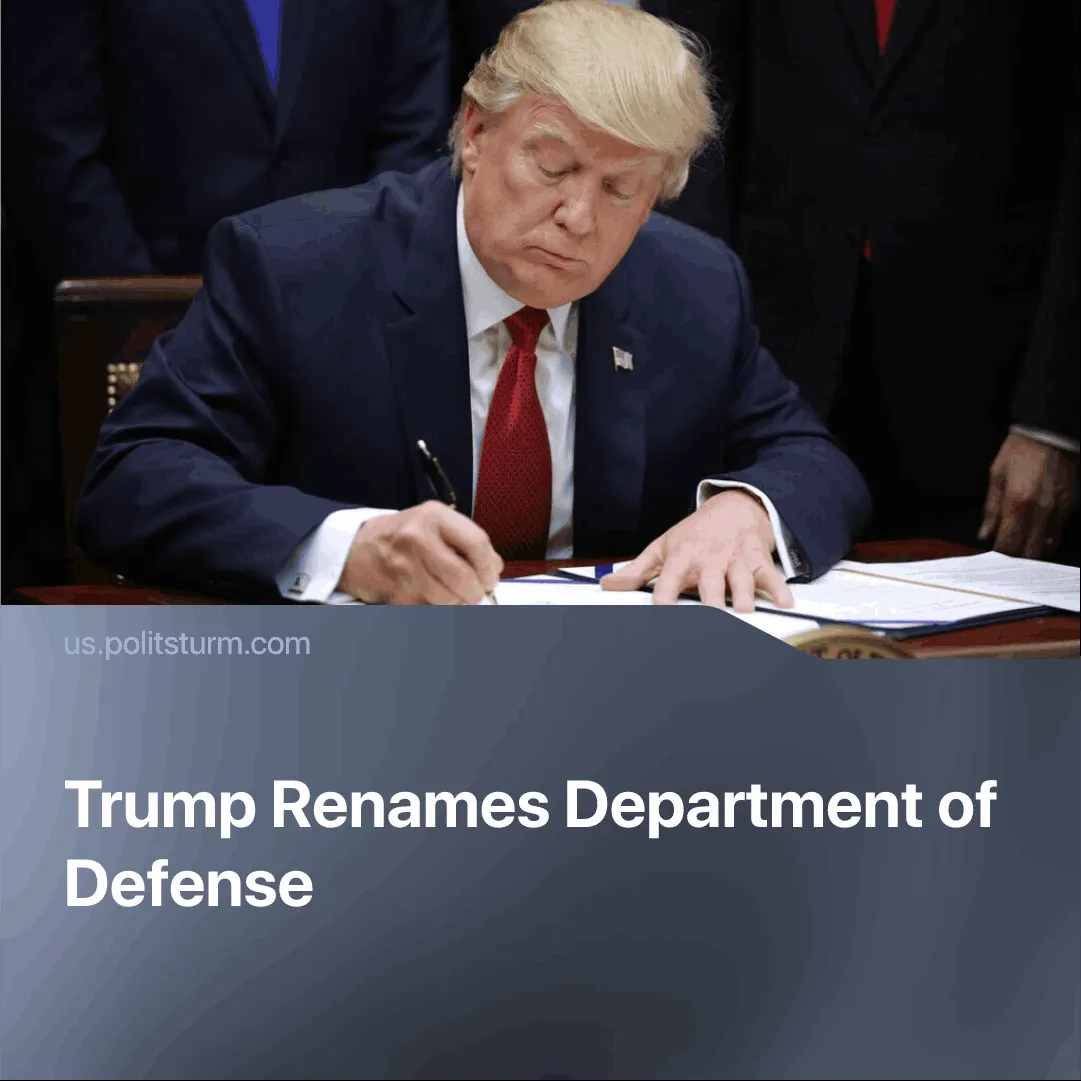 us.politsturm.com
Trump Renames Department of
Defense